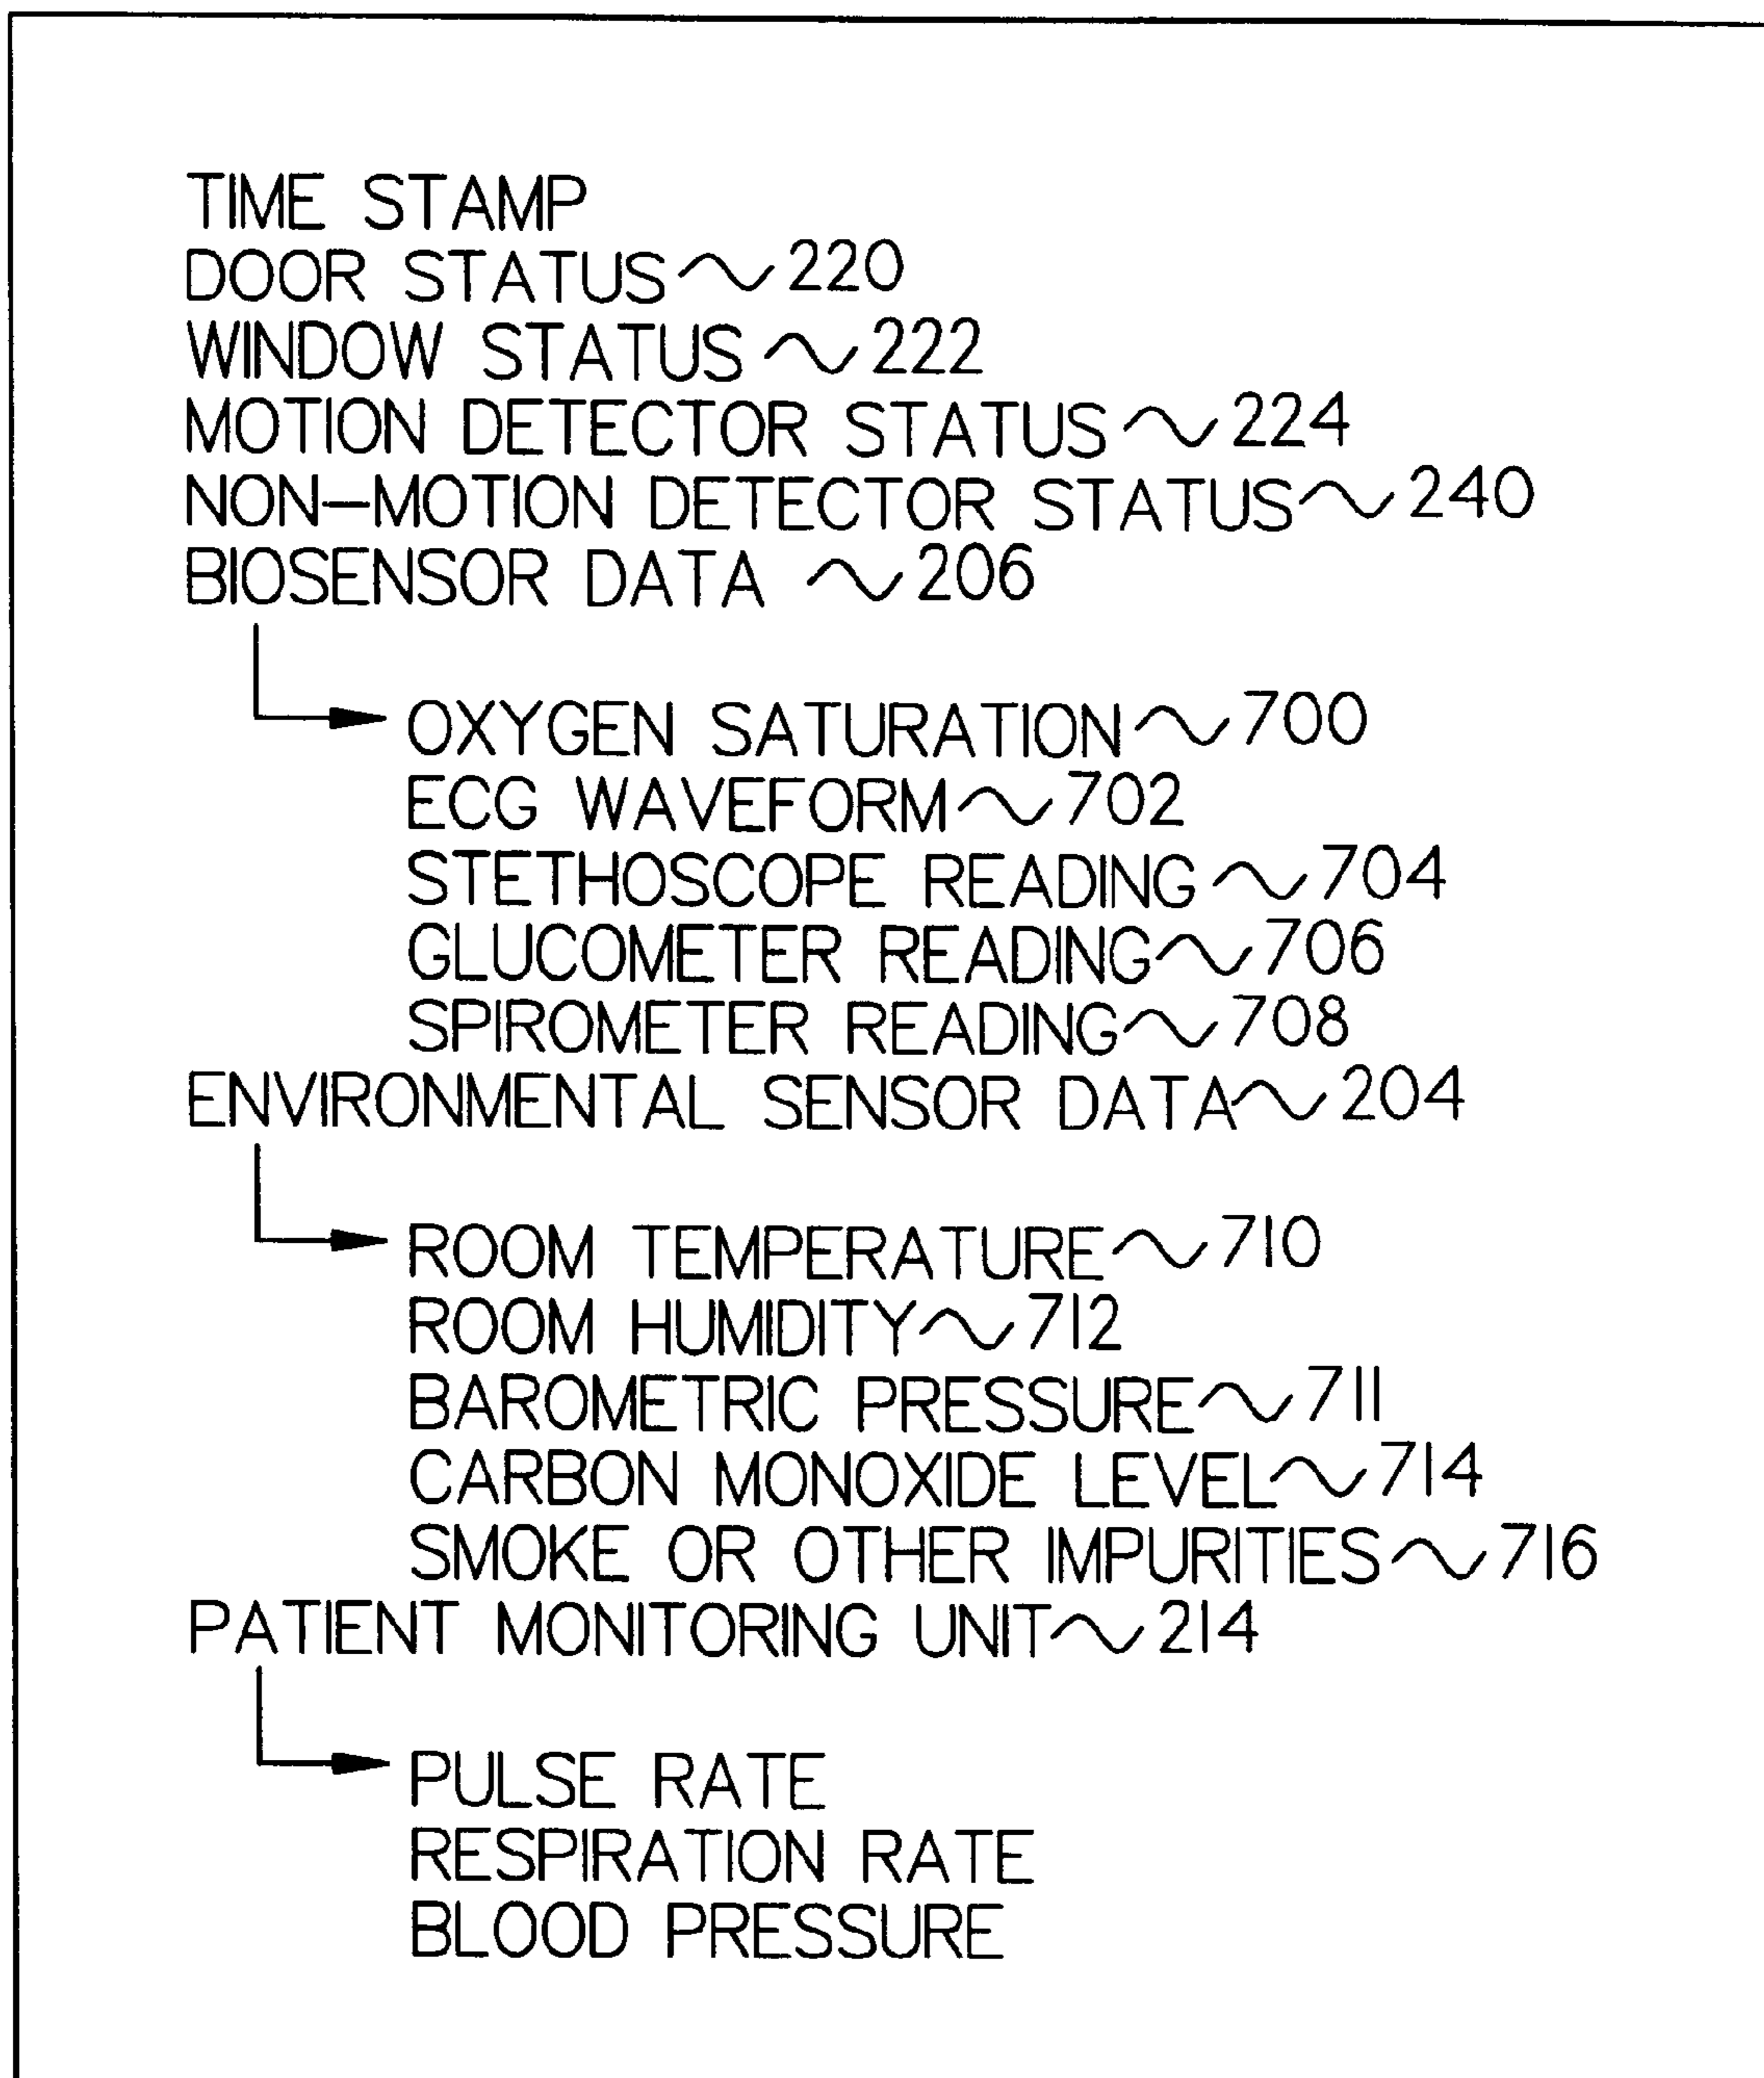 TIME STAMP
DOOR STATUS~220
WINDOW STATUS ~222
MOTION DETECTOR STATUS~224
NON-MOTION DETECTOR STATUS~240
BIOSENSOR DATA ~206
OXYGEN SATURATION~700
ECG WAVEFORM~702
STETHOSCOPE READING~704
GLUCOMETER READING~706
SPIROMETER READING~708
ENVIRONMENTAL SENSOR DATA~204
ROOM TEMPERATURE~710
ROOM HUMIDITY~712
BAROMETRIC PRESSURE~711
CARBON MONOXIDE LEVEL~714
SMOKE OR OTHER IMPURITIES~716
PATIENT MONITORING UNIT~214
PULSE RATE
RESPIRATION RATE
BLOOD PRESSURE